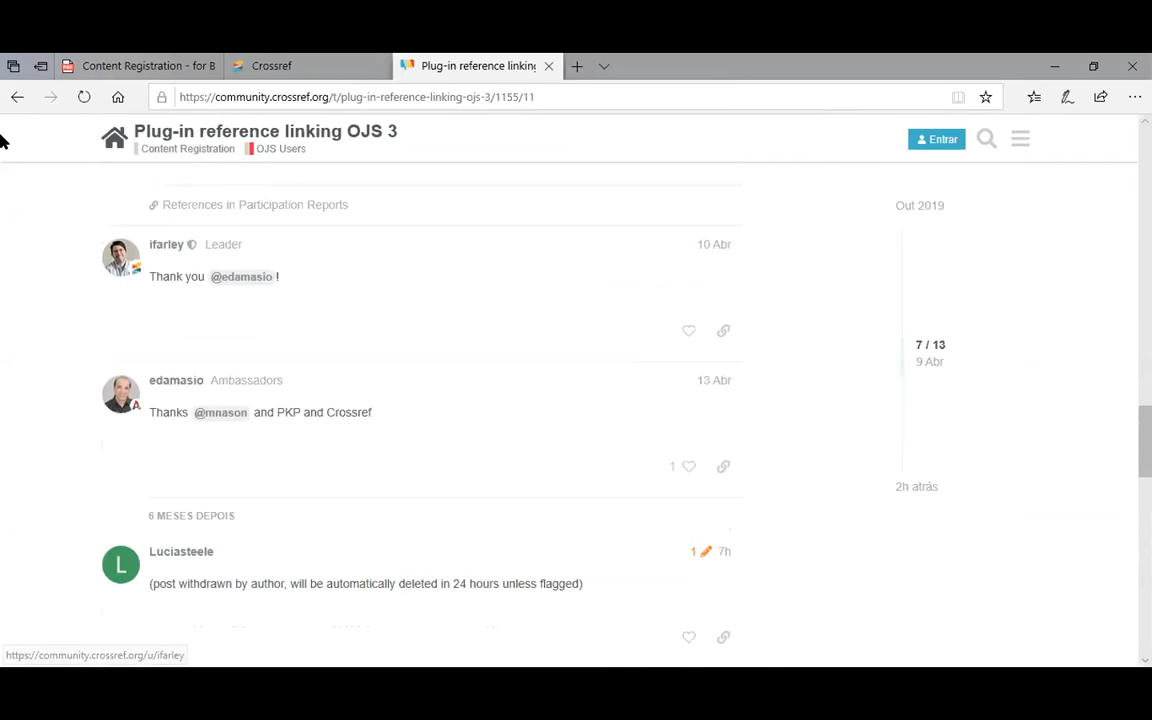 Content Registration - for B
Crossref
Plug-in reference linking
https://community.crossref.org/t/plug-in-reference-linking-ojs-3/1155/11
Plug-in reference linking OJS 3
Content Registration OJS Users
Entrar
References in Participation Reports
Out 2019
ifarley Leader 10 Abr
Thank you @edamasio !
7 / 13
9 Abr
edamasio Ambassadors 13 Abr
Thanks @mnason and PKP and Crossref
1
2h atrás
6 MESES DEPOIS
Luciasteele 1 7h
L
(post withdrawn by author, will be automatically deleted in 24 hours unless flagged)
https://community.crossref.org/u/ifarley